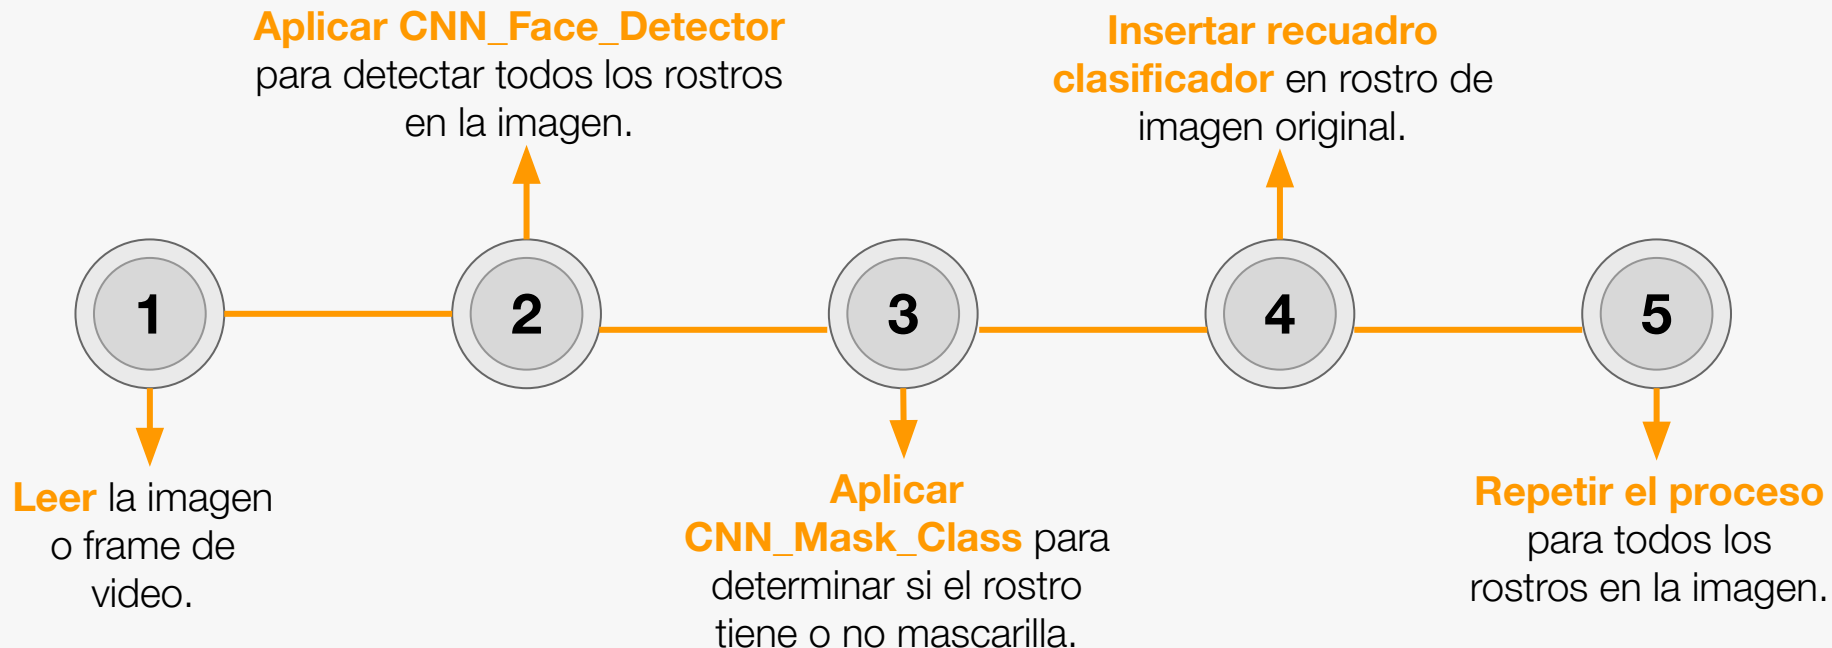 1
Leer la imagen
o frame de
video.
Aplicar CNN_Face_Detector
para detectar todos los rostros
en la imagen.
2
3
Aplicar
CNN_Mask_Class para
determinar si el rostro
tiene o no mascarilla.
Insertar recuadro
clasificador en rostro de
imagen original.
4
5
Repetir el proceso
para todos los
rostros en la imagen.